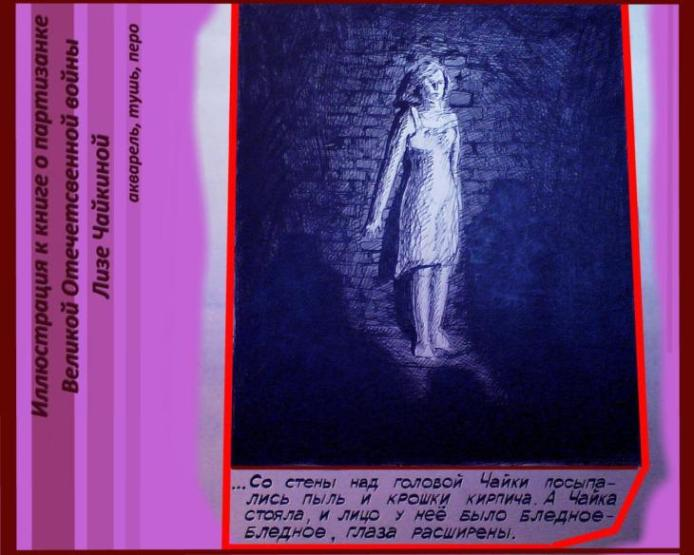 Иллюстрация к книге о партизанке
Великой Отечетсвенной войны
Лизе Чайкиной
акварель, тушь, перо
...Со стены над головой Чайки посыпа-
лись пыль и крошки кирпича. А Чайка
стояла, и лицо у неё было бледное-
бледное, глаза расширены.